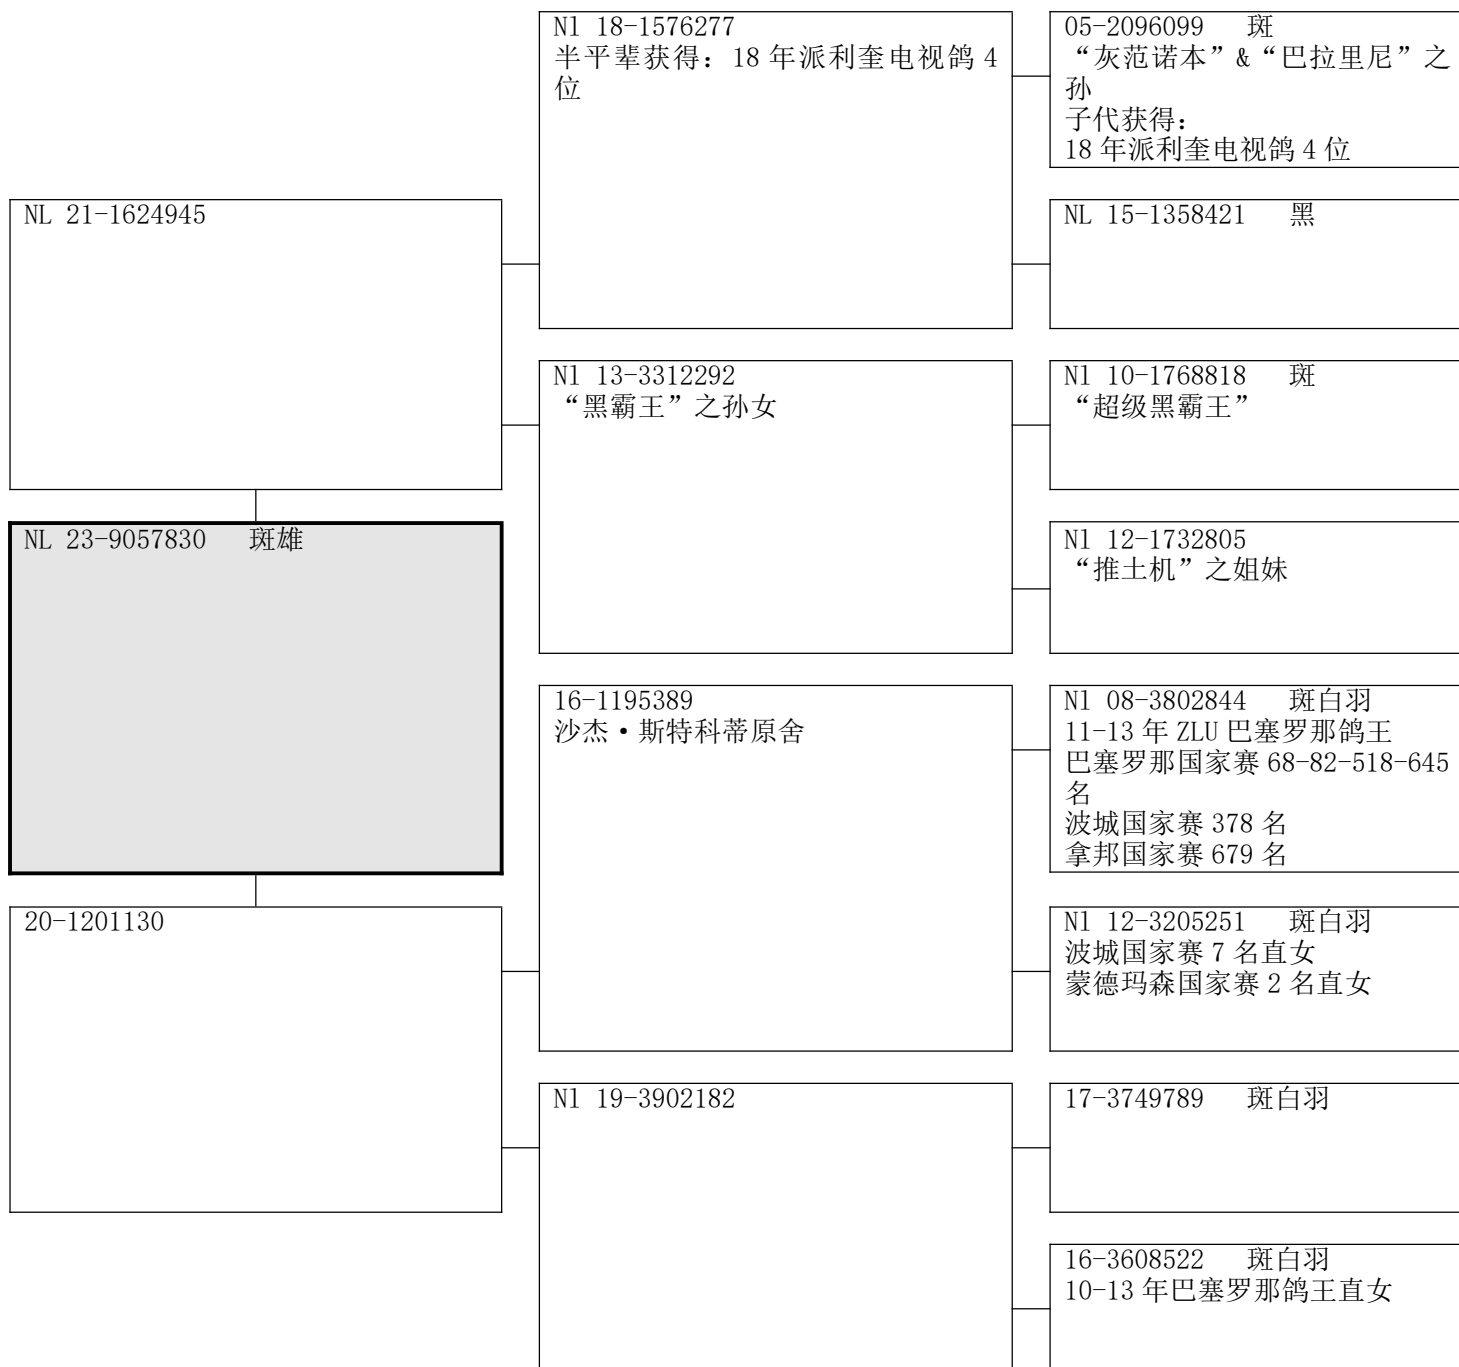 NL 21-1624945
NL 23-9057830 斑雄
20-1201130
Nl 18-1576277
半平辈获得：18 年派利奎电视鸽 4
位
Nl 13-3312292
“黑霸王”之孙女
16-1195389
沙杰·斯特科蒂原舍
Nl 19-3902182
05-2096099 斑
“灰范诺本”&“巴拉里尼”之
孙
子代获得：
18 年派利奎电视鸽 4 位
NL 15-1358421 黑
Nl 10-1768818 斑
“超级黑霸王”
Nl 12-1732805
“推土机”之姐妹
Nl 08-3802844 斑白羽
11-13 年 ZLU 巴塞罗那鸽王
巴塞罗那国家赛 68-82-518-645
名
波城国家赛 378 名
拿邦国家赛 679 名
Nl 12-3205251 斑白羽
波城国家赛 7 名直女
蒙德玛森国家赛 2 名直女
17-3749789 斑白羽
16-3608522 斑白羽
10-13 年巴塞罗那鸽王直女